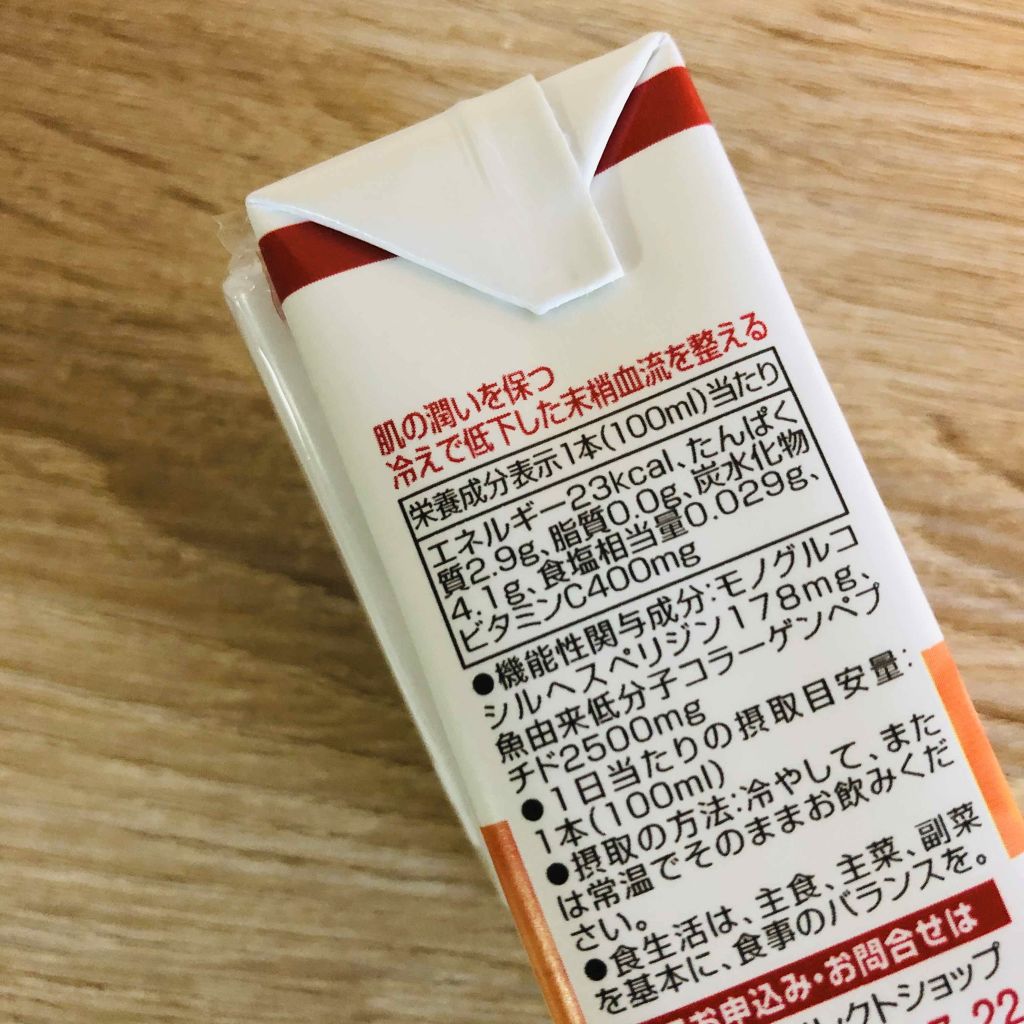 肌の潤いを保つ
冷えで低下した末梢血流を整える
栄養成分表示1本(100ml)当たり
エネルギー23kcal、たんぱく
質2.9g、脂質0.0g、炭水化物
4.1g、食塩相当量0.029g、
ビタミンC400mg
●機能性関与成分:モノグルコ
シルヘスペリジン178mg、
魚由来低分子コラーゲンペプ
チド2500mg
●1日当たりの摂取目安量:
1本(100ml)
●摂取の方法:冷やして、また
は常温でそのままお飲みくだ
さい。
●食生活は、主食、主菜、副菜
を基本に、食事のバランスを。
お申込み・お問合せは
レクトショップ
22